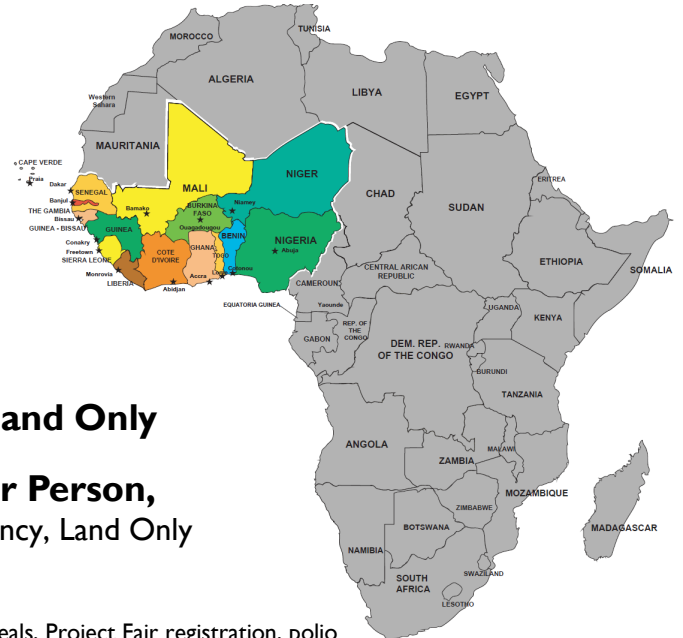 MOROCCO
TUNISIA
ALGERIA
LIBYA
EGYPT
Western
Sahara
MAURITANIA
CAPE VERDE
Praia
Dakar
SENEGAL
MALI
NIGER
CHAD
SUDAN
ERITREA
Banjul
THE GAMBIA
Bissau
GUINEA - BISSAU
Bamako
BURKINA
FASO
Ouagadougou
Niamey
GUINEA
BENIN
NIGERIA
Abuja
Conakry
Freetown
SIERRA LEONE
COTE
D'IVOIRE
GHANA
TOGO
Monrovia
LIBERIA
Abidjan
Accra
Lome
Cotonou
ETHIOPIA
SOMALIA
CENTRAL ARICAN
REPUBLIC
CAMEROUN
Yaounde
EQUATORIA GUINEA
GABON
REP. OF
THE
CONGO
DEM. REP.
OF THE CONGO
UGANDA
KENYA
RWANDA
BURUNDI
TANZANIA
and Only
ANGOLA
ZAMBIA
MALAWI
r Person,
MOZAMBIQUE
ncy, Land Only
ZIMBABWE
BOTSWANA
MADAGASCAR
NAMIBIA
SOUTH
AFRICA
SWAZILAND
LESOTHO
eals, Project Fair registration, polio